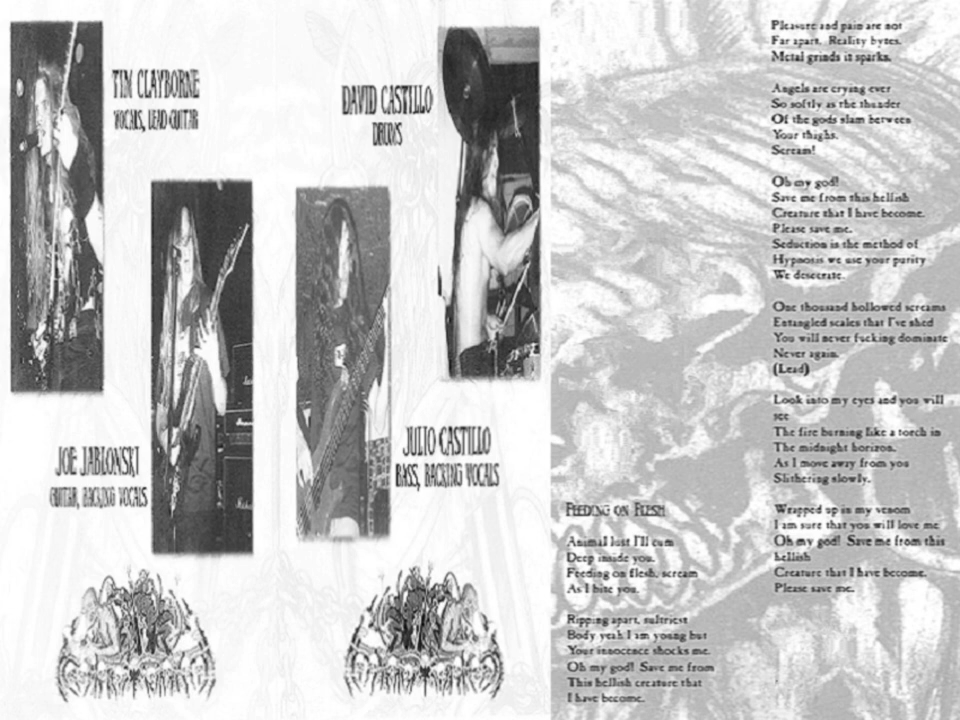 TIM CLAYBORNE
VOCALS, LEAD GUITAR
DAVID CASTILLO
DRUMS
JOE JABLONSKI
GUITAR, BACKING VOCALS
JULIO CASTILLO
BASS, BACKING VOCALS
FEEDING ON FLESH
Animal lust I'll cum
Deep inside you.
Feeding on flesh, scream
As I bite you.
Ripping apart, sultriest
Body yeah I am young but
Your innocence shocks me.
Oh my god! Save me from
This hellish creature that
I have become.
Pleasure and pain are not
Far apart. Reality bytes.
Metal grinds it sparks.
Angels are crying ever
So softly as the thunder
Of the gods slam between
Your thighs.
Scream!
Oh my god!
Save me from this hellish
Creature that I have become.
Please save me.
Seduction is the method of
Hypnosis we use your purity
We desecrate.
One thousand hollowed screams
Entangled scales that I've shed
You will never fucking dominate
Never again.
(Lead)
Look into my eyes and you will
see
The fire burning like a torch in
The midnight horizon.
As I move away from you
Slithering slowly.
Wrapped up in my venom
I am sure that you will love me
Oh my god! Save me from this
hellish
Creature that I have become.
Please save me.